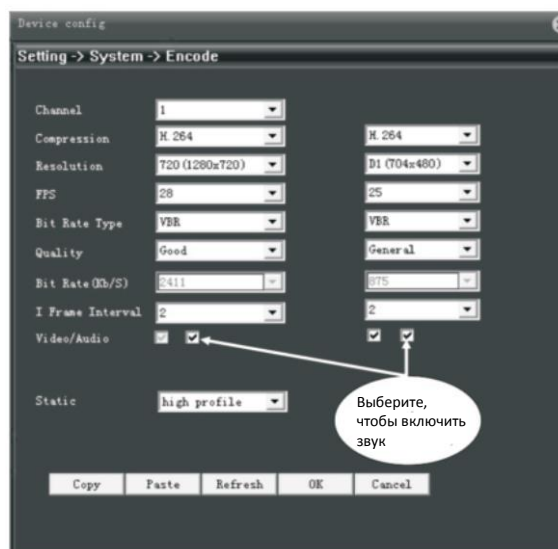 Device config
Setting -> System -> Encode
Channel 1
Compression H.264 H.264
Resolution 720(1280x720) D1(704x480)
FPS 28 25
Bit Rate Type VBR VBR
Quality Good General
Bit Rate(Kb/S) 2411 875
I Frame Interval 2 2
Video/Audio
Static high profile
Выберите,
чтобы включить
звук
Copy Paste Refresh OK Cancel